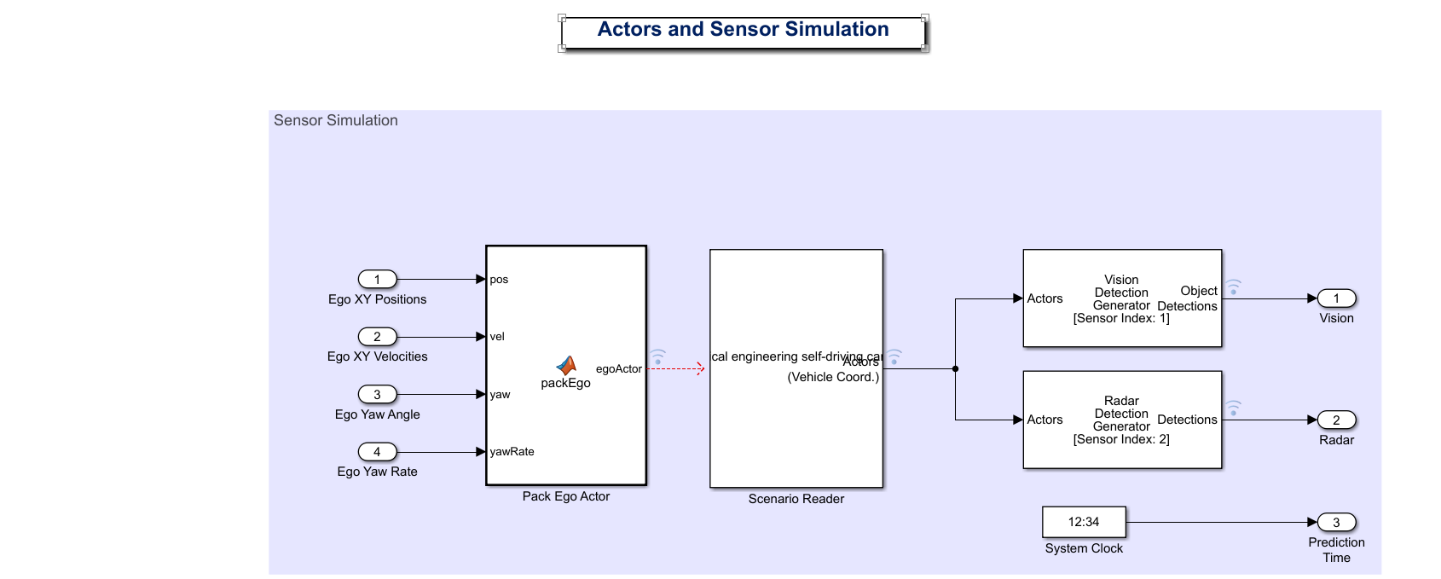 Actors and Sensor Simulation
Sensor Simulation
1
Ego XY Positions
2
Ego XY Velocities
3
Ego Yaw Angle
4
Ego Yaw Rate
pos
vel
yaw
yawRate
packEgo
egoActor
Pack Ego Actor
cal engineering self-driving car
Actors
(Vehicle Coord.)
Scenario Reader
Actors
Vision
Detection
Generator
[Sensor Index: 1]
Object
Detections
1
Vision
Actors
Radar
Detection
Generator
[Sensor Index: 2]
Detections
2
Radar
12:34
System Clock
3
Prediction
Time